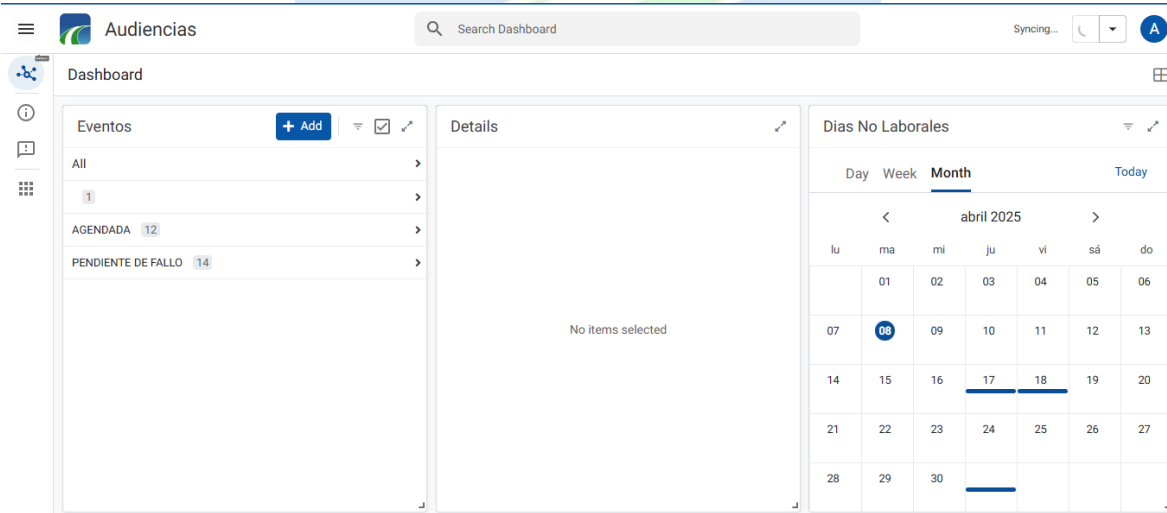 Audiencias
Search Dashboard
Syncing...
A
Dashboard
Eventos
+ Add
All
1
AGENDADA 12
PENDIENTE DE FALLO 14
Details
No items selected
Dias No Laborales
Day Week Month
Today
abril 2025
lu ma mi ju vi sá do
01 02 03 04 05 06
07 08 09 10 11 12 13
14 15 16 17 18 19 20
21 22 23 24 25 26 27
28 29 30